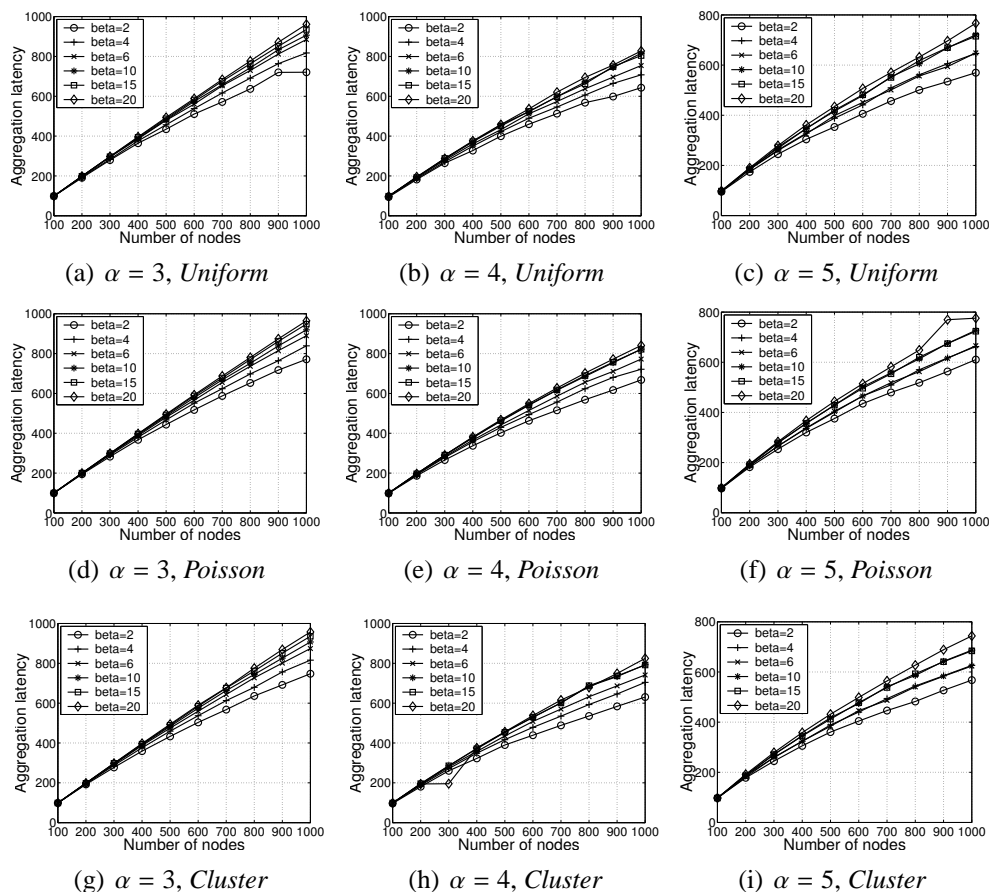 Aggregation latency
1000
800
600
400
200
0
beta=2
beta=4
beta=6
beta=10
beta=15
beta=20
100 200 300 400 500 600 700 800 900 1000
Number of nodes
(a) α = 3, Uniform
Aggregation latency
1000
800
600
400
200
0
beta=2
beta=4
beta=6
beta=10
beta=15
beta=20
100 200 300 400 500 600 700 800 900 1000
Number of nodes
(b) α = 4, Uniform
Aggregation latency
800
600
400
200
0
beta=2
beta=4
beta=6
beta=10
beta=15
beta=20
100 200 300 400 500 600 700 800 900 1000
Number of nodes
(c) α = 5, Uniform
Aggregation latency
1000
800
600
400
200
0
beta=2
beta=4
beta=6
beta=10
beta=15
beta=20
100 200 300 400 500 600 700 800 900 1000
Number of nodes
(d) α = 3, Poisson
Aggregation latency
1000
800
600
400
200
0
beta=2
beta=4
beta=6
beta=10
beta=15
beta=20
100 200 300 400 500 600 700 800 900 1000
Number of nodes
(e) α = 4, Poisson
Aggregation latency
800
600
400
200
0
beta=2
beta=4
beta=6
beta=10
beta=15
beta=20
100 200 300 400 500 600 700 800 900 1000
Number of nodes
(f) α = 5, Poisson
Aggregation latency
1000
800
600
400
200
0
beta=2
beta=4
beta=6
beta=10
beta=15
beta=20
100 200 300 400 500 600 700 800 900 1000
Number of nodes
(g) α = 3, Cluster
Aggregation latency
1000
800
600
400
200
0
beta=2
beta=4
beta=6
beta=10
beta=15
beta=20
100 200 300 400 500 600 700 800 900 1000
Number of nodes
(h) α = 4, Cluster
Aggregation latency
800
600
400
200
0
beta=2
beta=4
beta=6
beta=10
beta=15
beta=20
100 200 300 400 500 600 700 800 900 1000
Number of nodes
(i) α = 5, Cluster